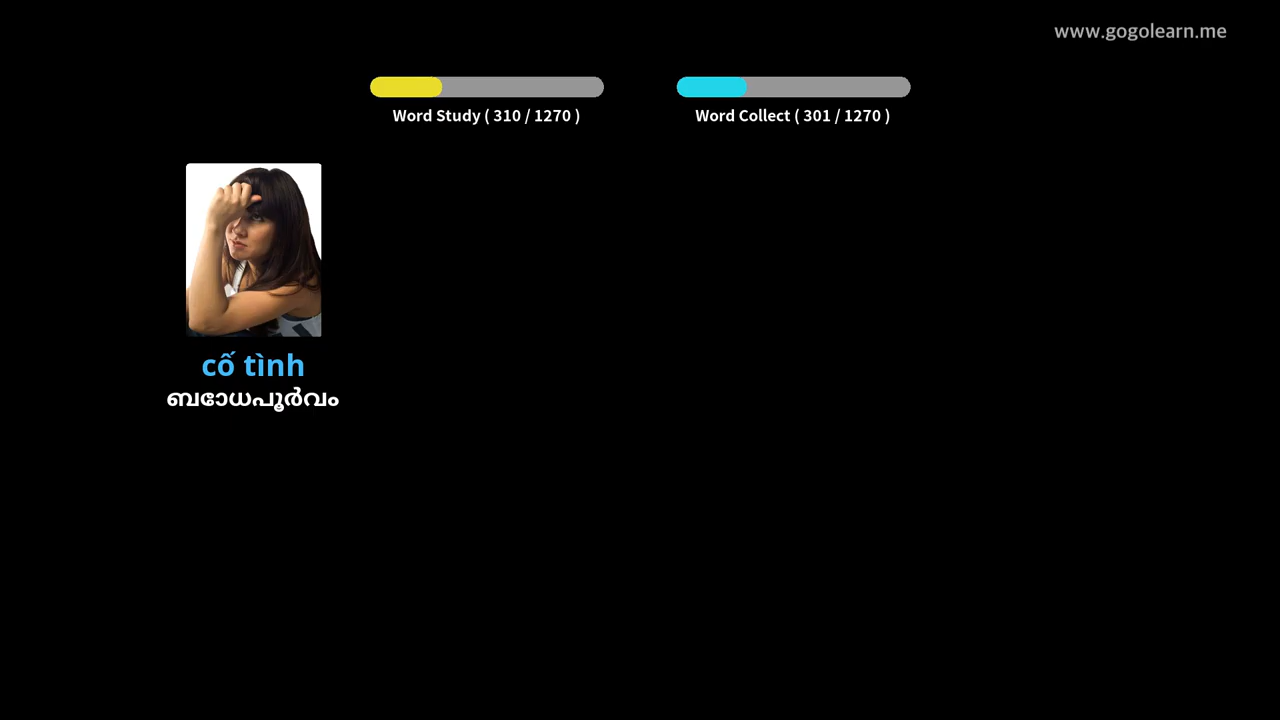 www.gogolearn.me
Word Study ( 310 / 1270 )
Word Collect ( 301 / 1270 )
cố tình
ബോധപൂർവം